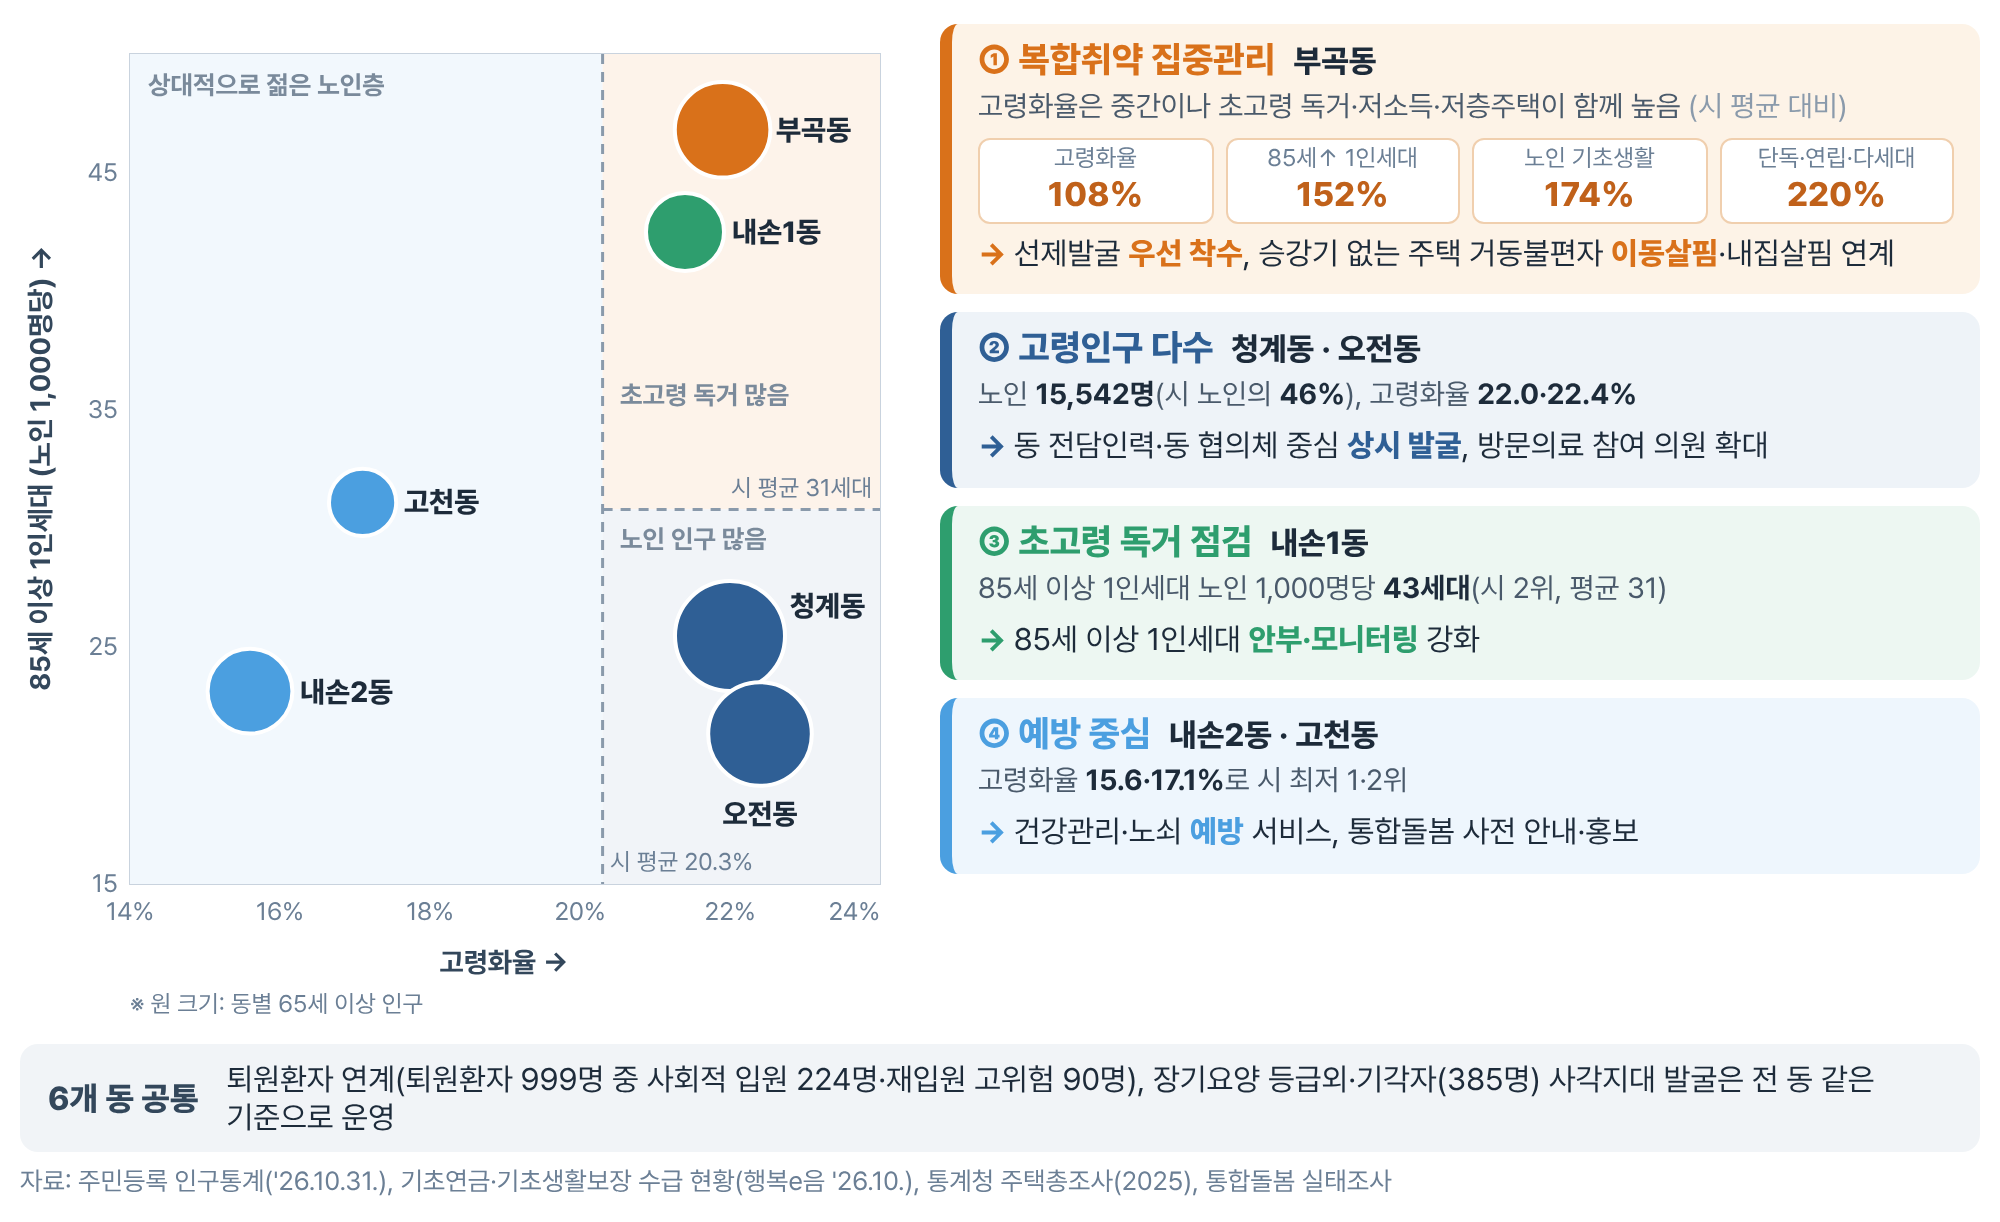 상대적으로 젊은 노인층
부곡동
45
내손1동
85세 이상 1인세대 (노인 1,000명당) →
초고령 독거 많음
35
시 평균 31세대
고천동
노인 인구 많음
청계동
25
내손2동
오전동
시 평균 20.3%
15
14% 16% 18% 20% 22% 24%
고령화율 →
※ 원 크기: 동별 65세 이상 인구
① 복합취약 집중관리 부곡동
고령화율은 중간이나 초고령 독거·저소득·저층주택이 함께 높음 (시 평균 대비)
고령화율 85세↑ 1인세대 노인 기초생활 단독·연립·다세대
108% 152% 174% 220%
→ 선제발굴 우선 착수, 승강기 없는 주택 거동불편자 이동살핌·내집살핌 연계
② 고령인구 다수 청계동 · 오전동
노인 15,542명(시 노인의 46%), 고령화율 22.0·22.4%
→ 동 전담인력·동 협의체 중심 상시 발굴, 방문의료 참여 의원 확대
③ 초고령 독거 점검 내손1동
85세 이상 1인세대 노인 1,000명당 43세대(시 2위, 평균 31)
→ 85세 이상 1인세대 안부·모니터링 강화
④ 예방 중심 내손2동 · 고천동
고령화율 15.6·17.1%로 시 최저 1·2위
→ 건강관리·노쇠 예방 서비스, 통합돌봄 사전 안내·홍보
6개 동 공통
퇴원환자 연계(퇴원환자 999명 중 사회적 입원 224명·재입원 고위험 90명), 장기요양 등급외·기각자(385명) 사각지대 발굴은 전 동 같은
기준으로 운영
자료: 주민등록 인구통계('26.10.31.), 기초연금·기초생활보장 수급 현황(행복e음 '26.10.), 통계청 주택총조사(2025), 통합돌봄 실태조사